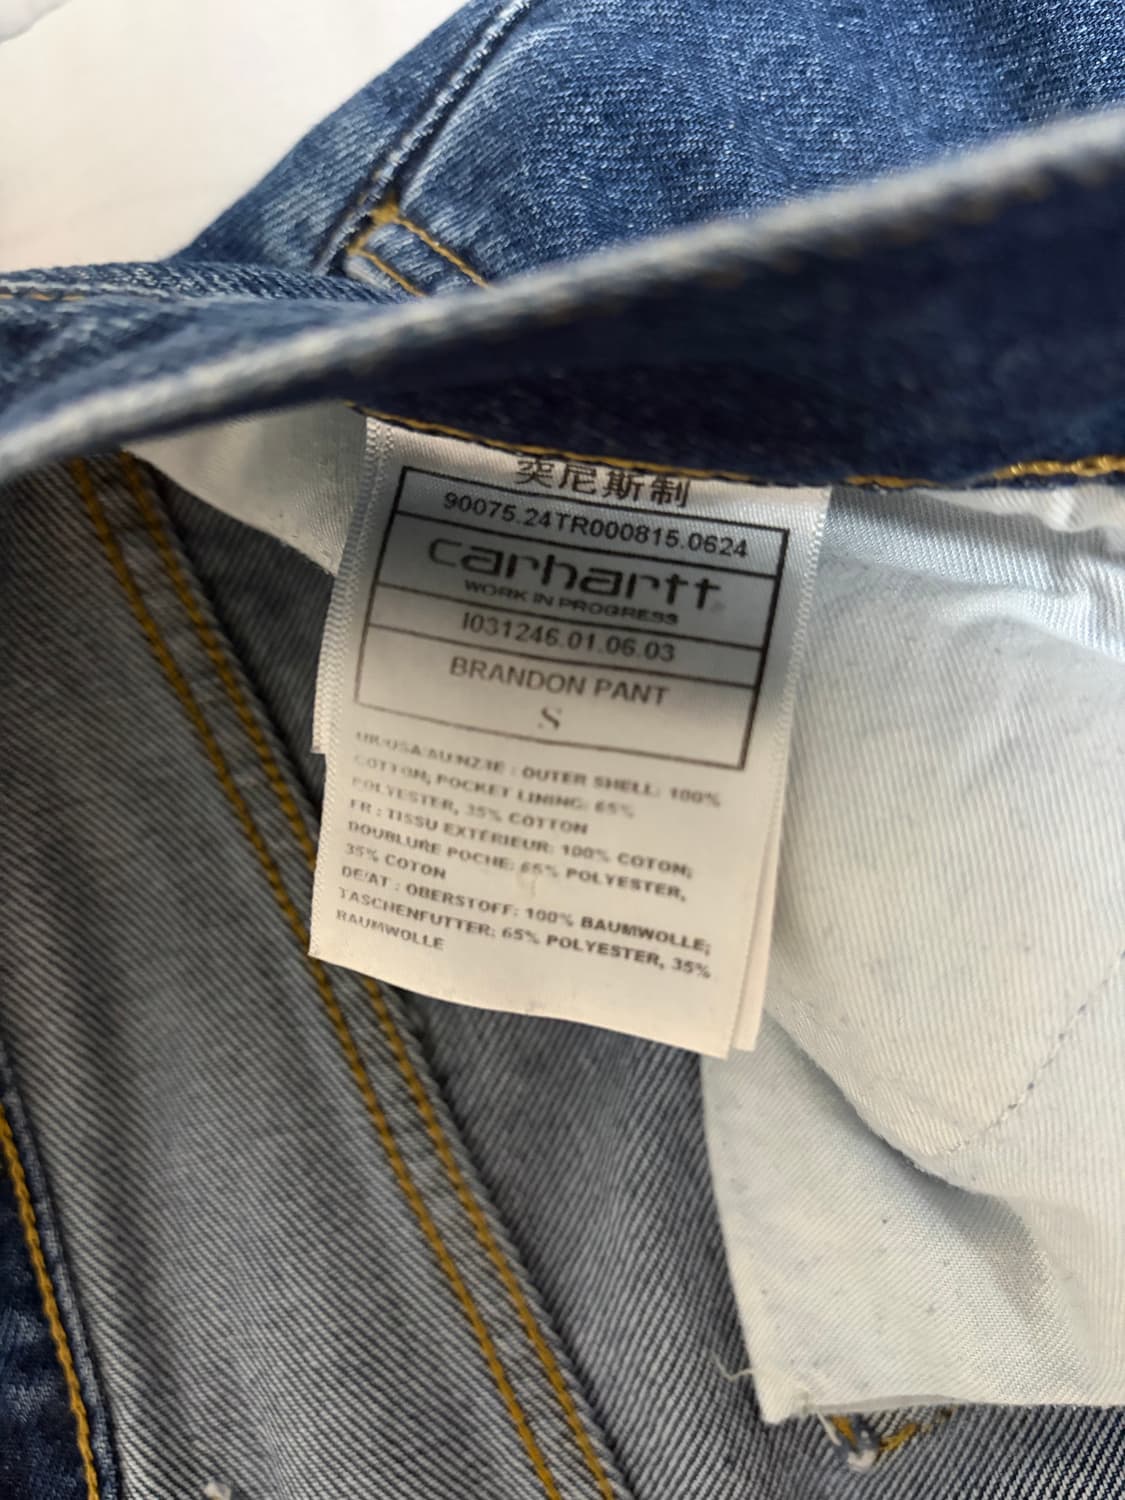 突尼斯制
90075.24TR000815.0624
carhartt
WORK IN PROGRESS
I031246.01.06.03
BRANDON PANT
S
UK/USA/AU/NZ/IE : OUTER SHELL: 100%
COTTON; POCKET LINING: 65%
POLYESTER, 35% COTTON
FR : TISSU EXTÉRIEUR: 100% COTON;
DOUBLURE POCHE: 65% POLYESTER,
35% COTON
DE/AT : OBERSTOFF: 100% BAUMWOLLE;
TASCHENFUTTER: 65% POLYESTER, 35%
BAUMWOLLE